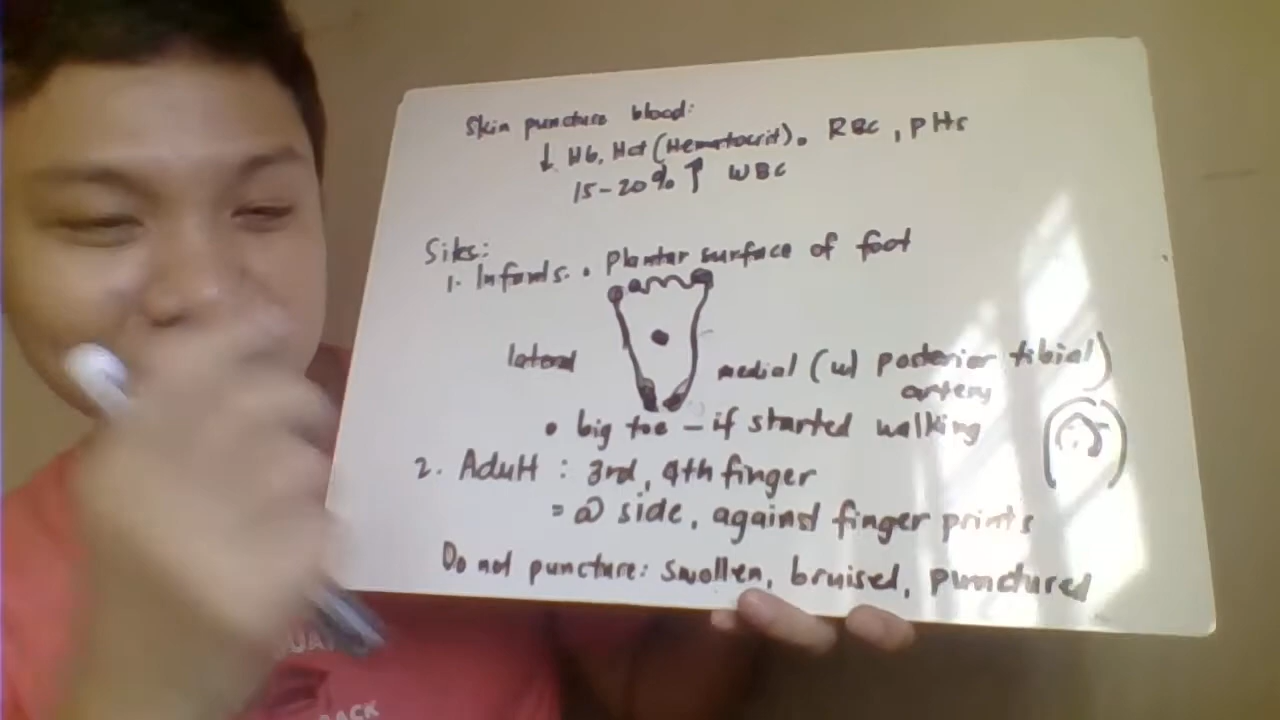 Skin puncture blood:
↓ Hb, Hct (Hematocrit), RBC, pHs
15-20% ↑ WBC
Sites:
1. Infants. • Plantar surface of foot
lateral
medial (w/ posterior tibial)
artery
• big toe – if started walking
2. Adult : 3rd, 4th finger
= @ side, against finger prints
Do not puncture: swollen, bruised, punctured
ACK